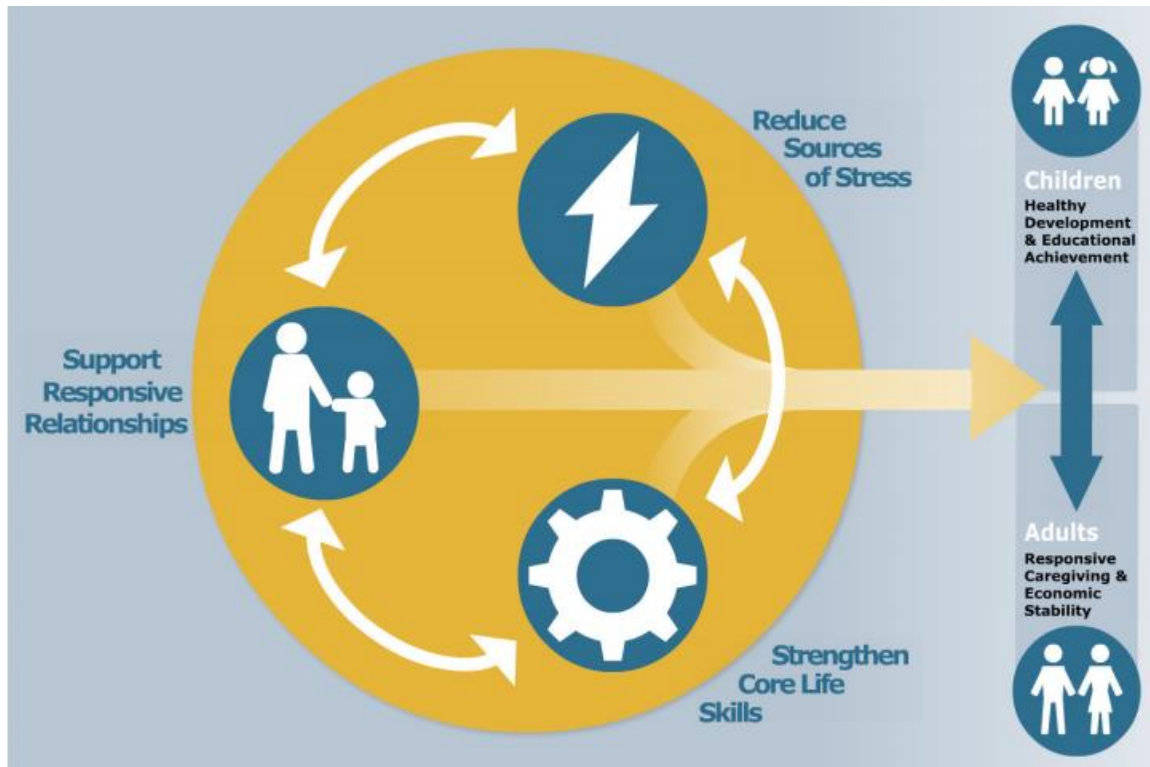 Reduce
Sources
of Stress
Support
Responsive
Relationships
Strengthen
Core Life
Skills
Children
Healthy
Development
& Educational
Achievement
Adults
Responsive
Caregiving &
Economic
Stability